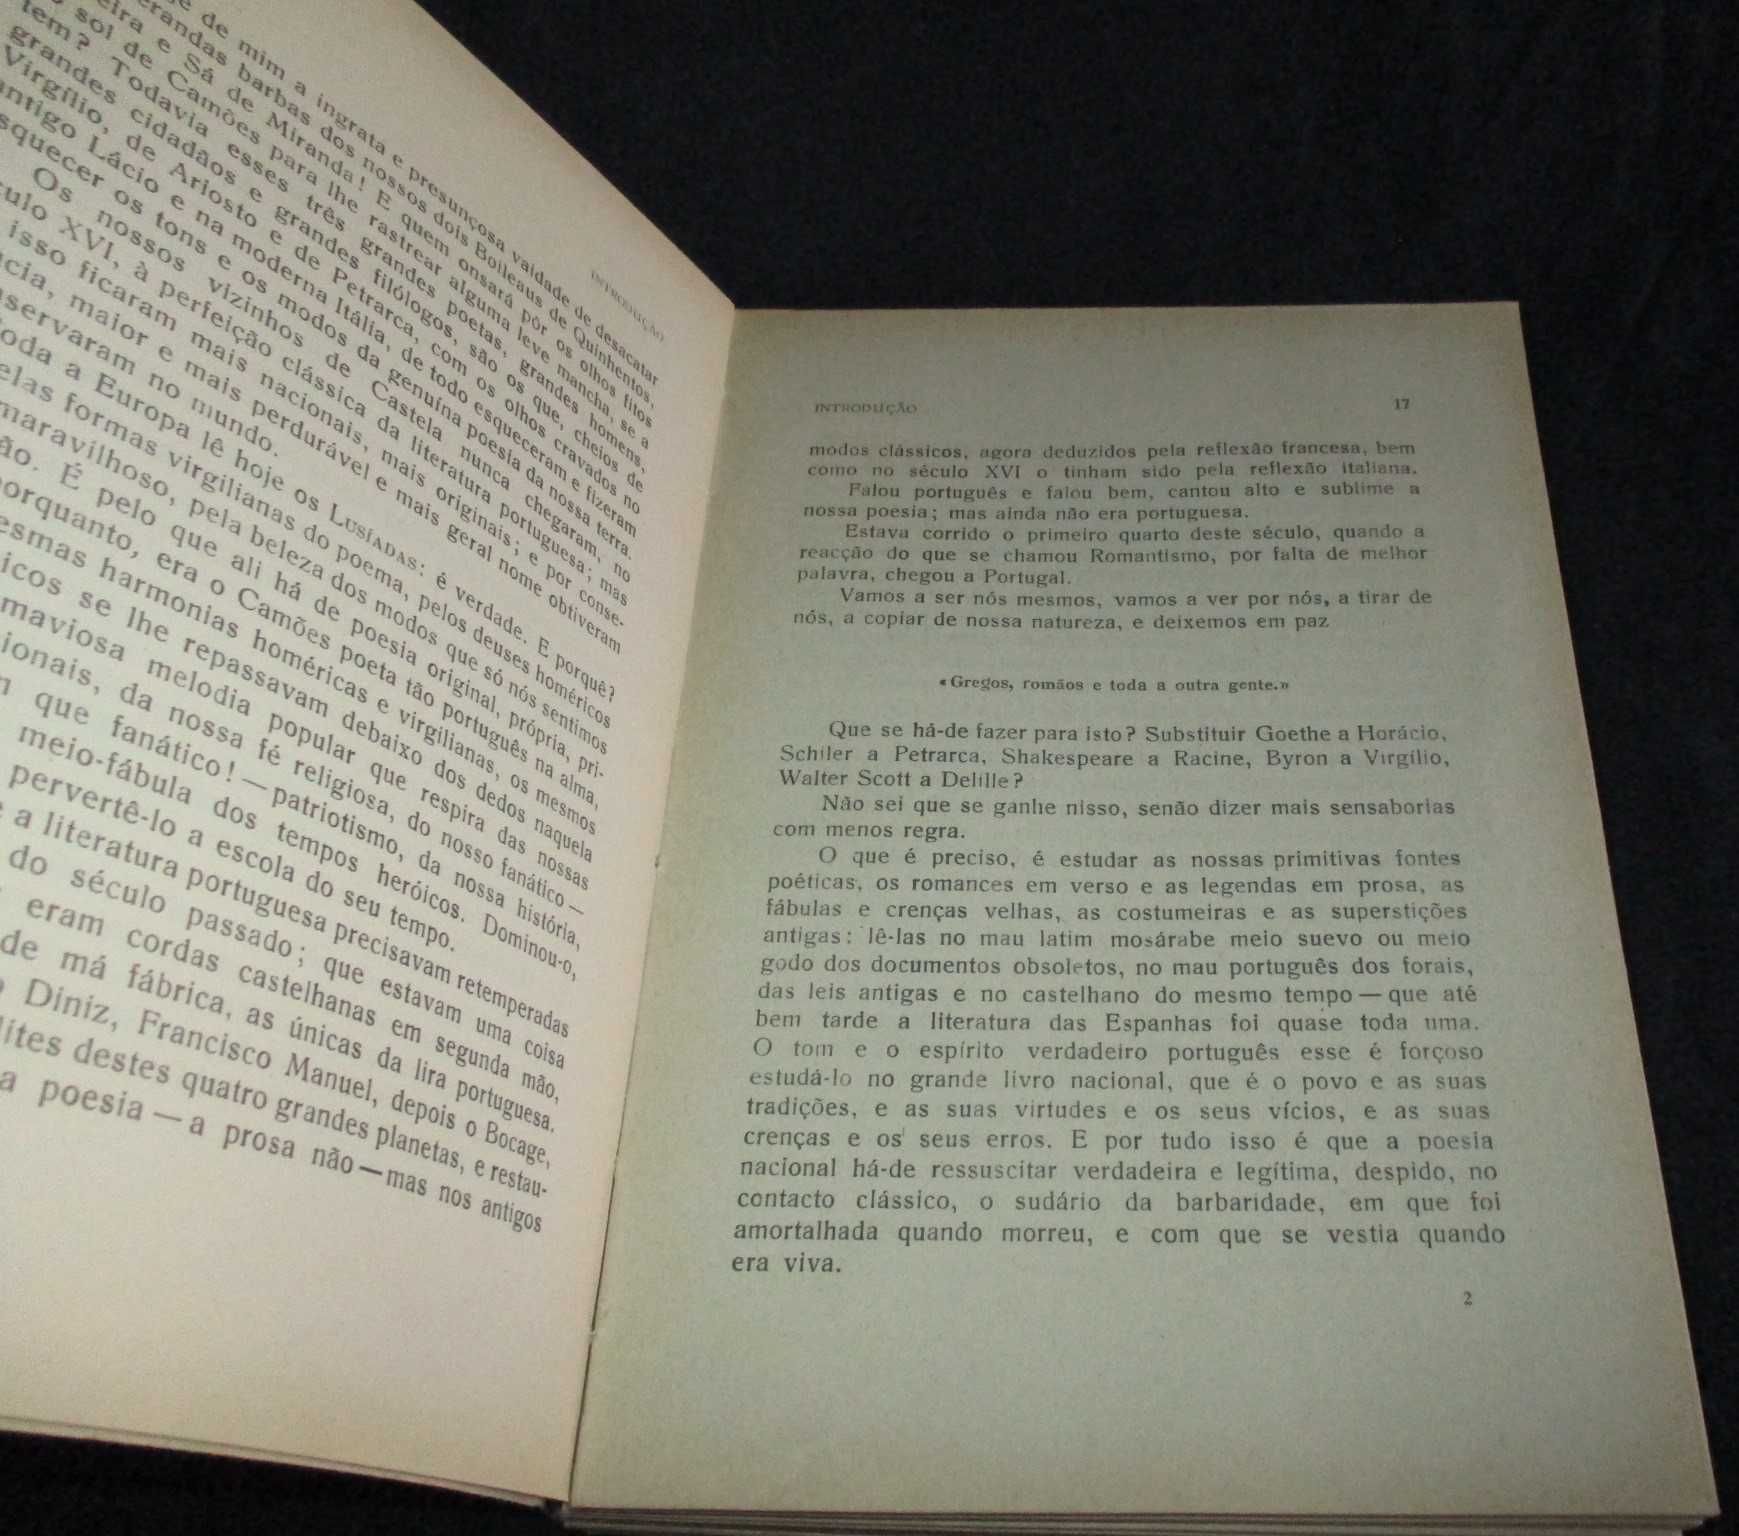 INTRODUÇÃO
de mim a ingrata e presunçosa vaidade de desacatar
barbas dos nossos dois Boileaus de Quinhentos,
e Sá de Miranda! E quem ousará pôr os olhos fitos
sol de Camões para lhe rastrear alguma leve mancha, se a
tem? Todavia esses três grandes poetas, grandes homens,
grandes cidadãos e grandes filólogos, são os que, cheios de
Virgílio, de Ariosto e de Petrarca, com os olhos cravados no
antigo Lácio e na moderna Itália, de todo esqueceram e fizeram
esquecer os tons e os modos da genuína poesia da nossa terra.
Os nossos vizinhos de Castela nunca chegaram, no
XVI, à perfeição clássica da literatura portuguesa; mas
isso ficaram mais nacionais, mais originais; e por conse-
maior e mais perdurável e mais geral nome obtiveram
no mundo.
toda a Europa lê hoje os LUSÍADAS: é verdade. E porquê?
formas virgilianas do poema, pelos deuses homéricos
maravilhoso, pela beleza dos modos que só nós sentimos
É pelo que ali há de poesia original, própria, pri-
porquanto, era o Camões poeta tão português na alma,
mesmas harmonias homéricas e virgilianas, os mesmos
se lhe repassavam debaixo dos dedos naquela
maviosa melodia popular que respira das nossas
da nossa fé religiosa, do nosso fanático —
que fanático! — patriotismo, da nossa história,
meio-fábula dos tempos heróicos. Dominou-o,
pervertê-lo a escola do seu tempo.
a literatura portuguesa precisavam retemperadas
do século passado; que estavam uma coisa
eram cordas castelhanas em segunda mão,
de má fábrica, as únicas da lira portuguesa.
Diniz, Francisco Manuel, depois o Bocage,
destes quatro grandes planetas, e restau-
a poesia — a prosa não — mas nos antigos
INTRODUÇÃO 17
modos clássicos, agora deduzidos pela reflexão francesa, bem
como no século XVI o tinham sido pela reflexão italiana.
Falou português e falou bem, cantou alto e sublime a
nossa poesia; mas ainda não era portuguesa.
Estava corrido o primeiro quarto deste século, quando a
reacção do que se chamou Romantismo, por falta de melhor
palavra, chegou a Portugal.
Vamos a ser nós mesmos, vamos a ver por nós, a tirar de
nós, a copiar de nossa natureza, e deixemos em paz
«Gregos, romãos e toda a outra gente.»
Que se há-de fazer para isto? Substituir Goethe a Horácio,
Schiler a Petrarca, Shakespeare a Racine, Byron a Virgílio,
Walter Scott a Delille?
Não sei que se ganhe nisso, senão dizer mais sensaborias
com menos regra.
O que é preciso, é estudar as nossas primitivas fontes
poéticas, os romances em verso e as legendas em prosa, as
fábulas e crenças velhas, as costumeiras e as superstições
antigas: lê-las no mau latim mosárabe meio suevo ou meio
godo dos documentos obsoletos, no mau português dos forais,
das leis antigas e no castelhano do mesmo tempo — que até
bem tarde a literatura das Espanhas foi quase toda uma.
O tom e o espírito verdadeiro português esse é forçoso
estudá-lo no grande livro nacional, que é o povo e as suas
tradições, e as suas virtudes e os seus vícios, e as suas
crenças e os seus erros. E por tudo isso é que a poesia
nacional há-de ressuscitar verdadeira e legítima, despido, no
contacto clássico, o sudário da barbaridade, em que foi
amortalhada quando morreu, e com que se vestia quando
era viva.
2